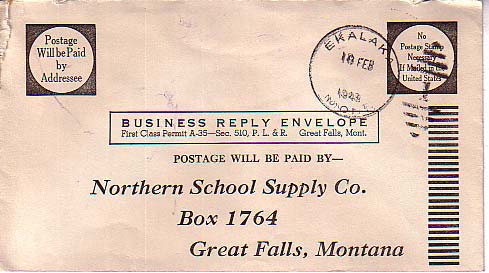 Postage
Will be Paid
by
Addressee
EKALAKA
10 FEB
1943
MONT.
No
Postage Stamp
Necessary
If Mailed in the
United States
BUSINESS REPLY ENVELOPE
First Class Permit A-35—Sec. 510, P. L. & R. Great Falls, Mont.
POSTAGE WILL BE PAID BY—
Northern School Supply Co.
Box 1764
Great Falls, Montana